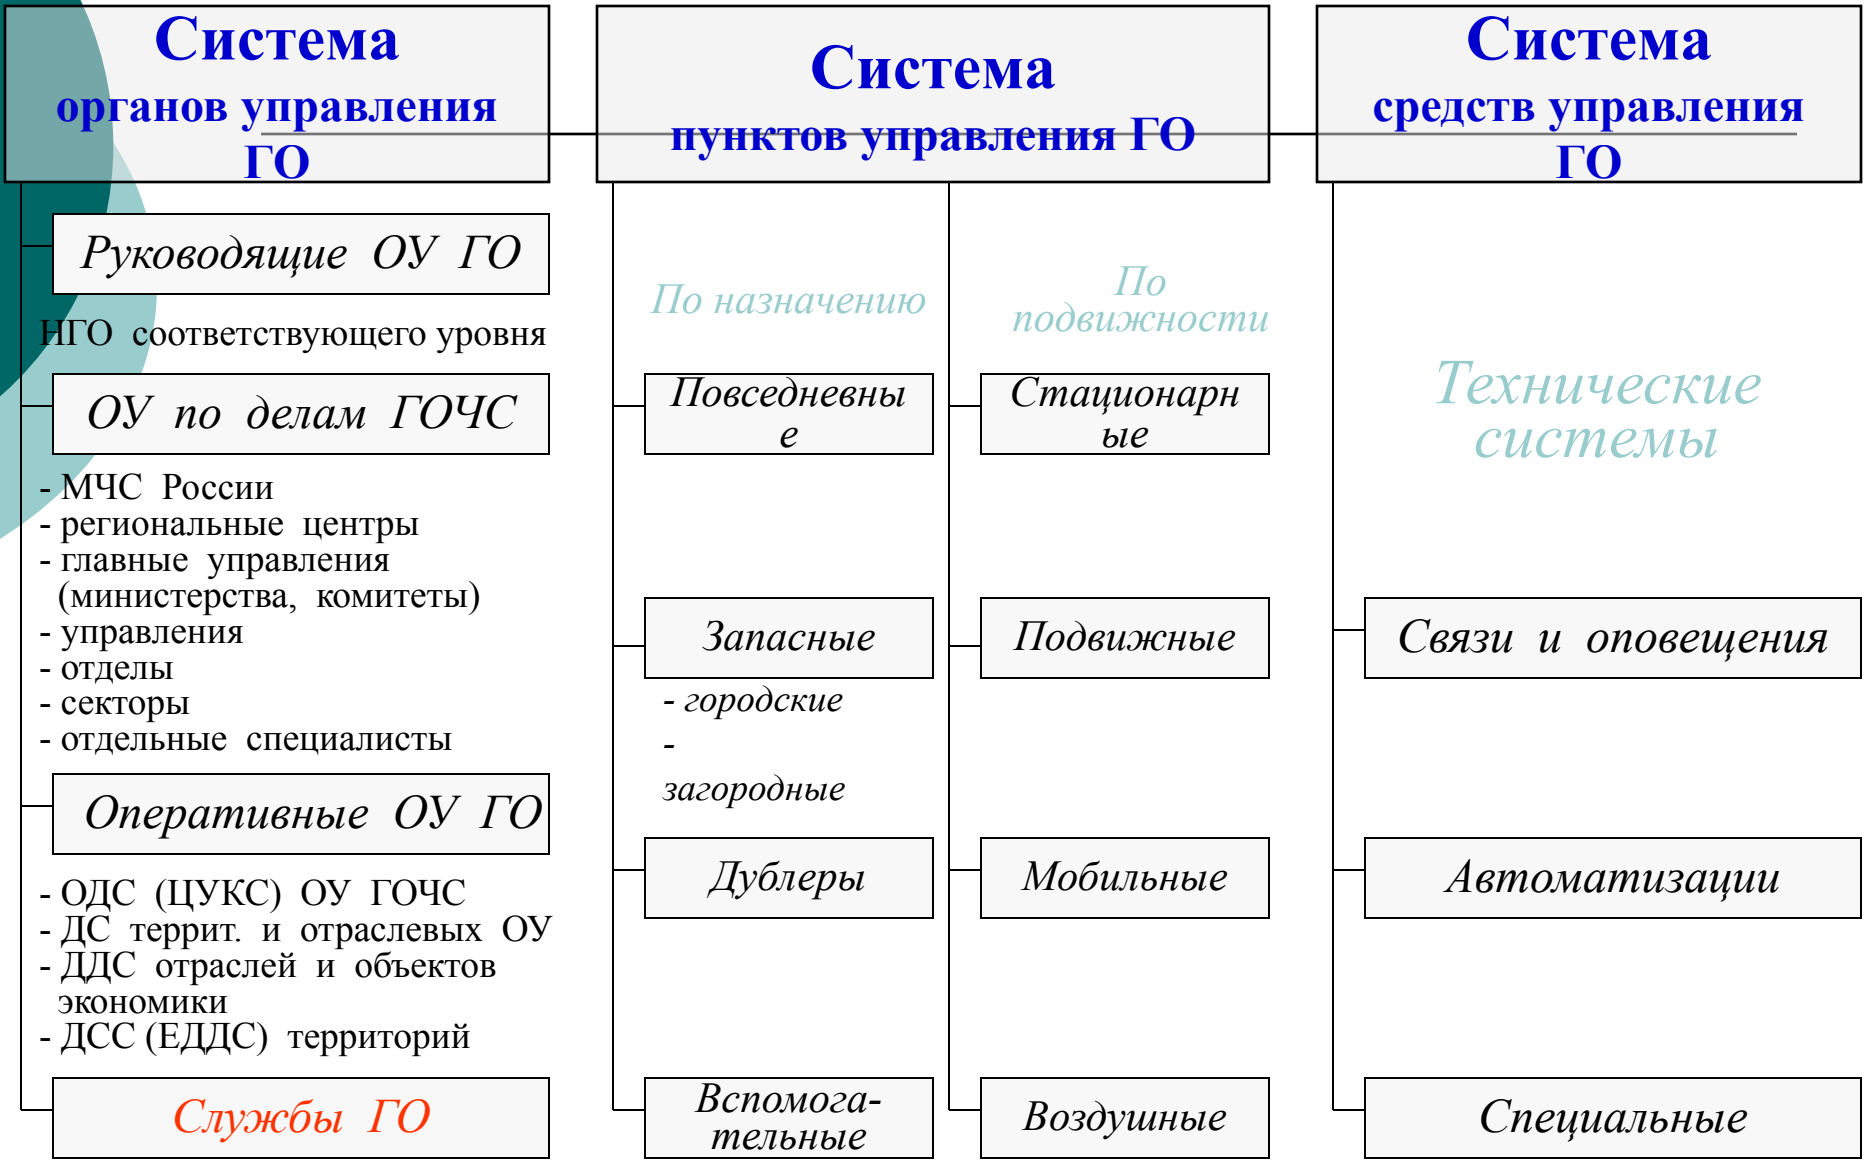 Система
органов управления
ГО
Руководящие ОУ ГО
НГО соответствующего уровня
ОУ по делам ГОЧС
- МЧС России
- региональные центры
- главные управления
(министерства, комитеты)
- управления
- отделы
- секторы
- отдельные специалисты
Оперативные ОУ ГО
- ОДС (ЦУКС) ОУ ГОЧС
- ДС террит. и отраслевых ОУ
- ДДС отраслей и объектов
экономики
- ДСС (ЕДДС) территорий
Службы ГО
Система
пунктов управления ГО
По назначению
Повседневны
е
Запасные
- городские
-
загородные
Дублеры
Вспомога-
тельные
По
подвижности
Стационарн
ые
Подвижные
Мобильные
Воздушные
Система
средств управления
ГО
Технические
системы
Связи и оповещения
Автоматизации
Специальные